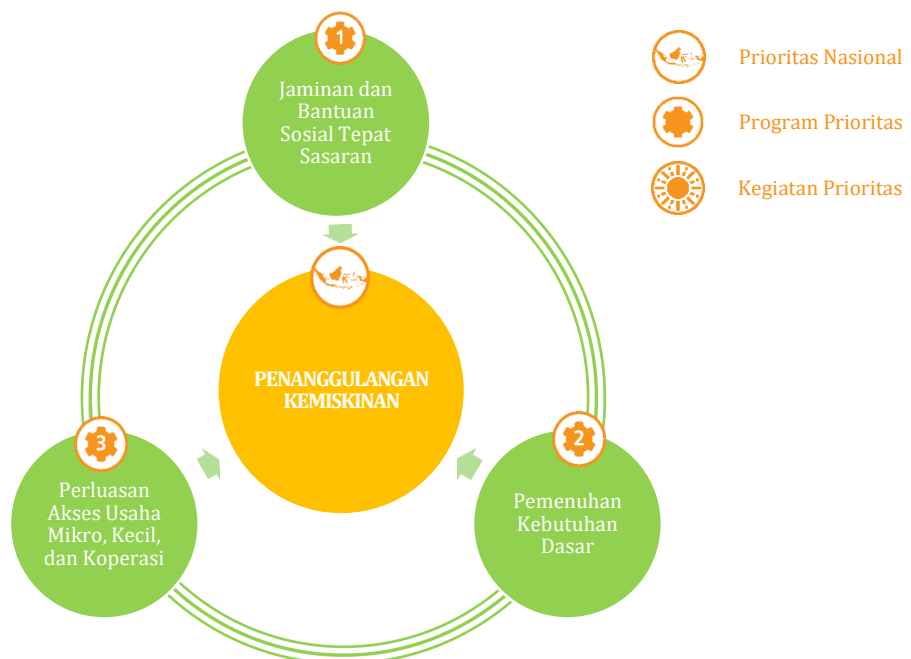 1
Jaminan dan
Bantuan
Sosial Tepat
Sasaran
Prioritas Nasional
Program Prioritas
Kegiatan Prioritas
PENANGGULANGAN
KEMISKINAN
3
Perluasan
Akses Usaha
Mikro, Kecil,
dan Koperasi
2
Pemenuhan
Kebutuhan
Dasar